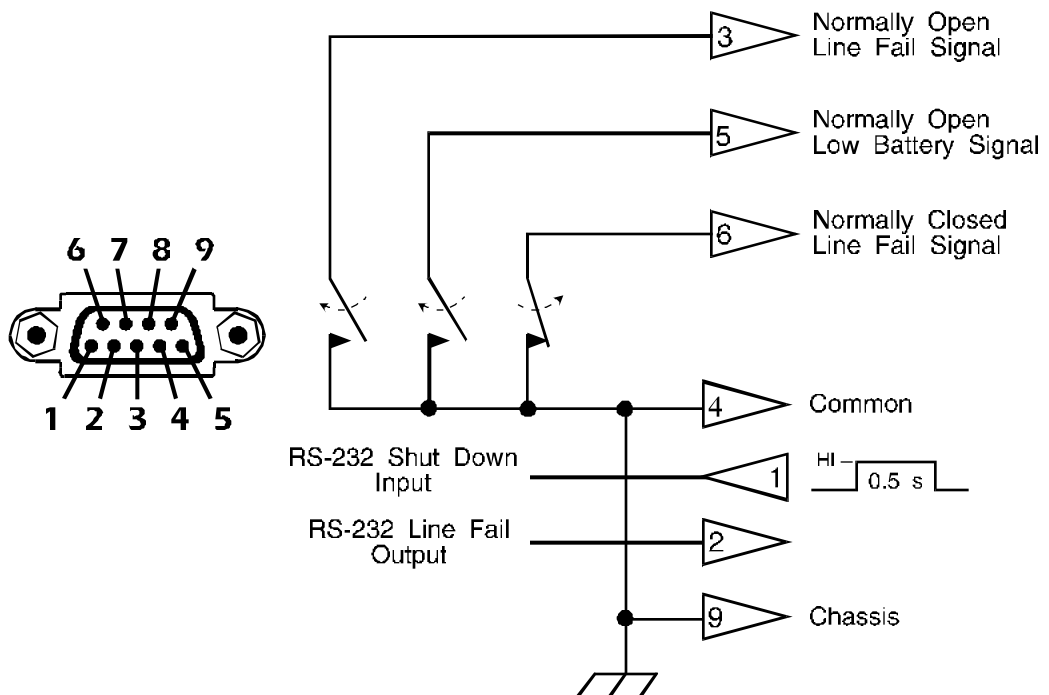 3
Normally Open
Line Fail Signal
5
Normally Open
Low Battery Signal
6
Normally Closed
Line Fail Signal
6 7 8 9
1 2 3 4 5
4
Common
RS-232 Shut Down
Input
1
HI
0.5 s
RS-232 Line Fail
Output
2
9
Chassis